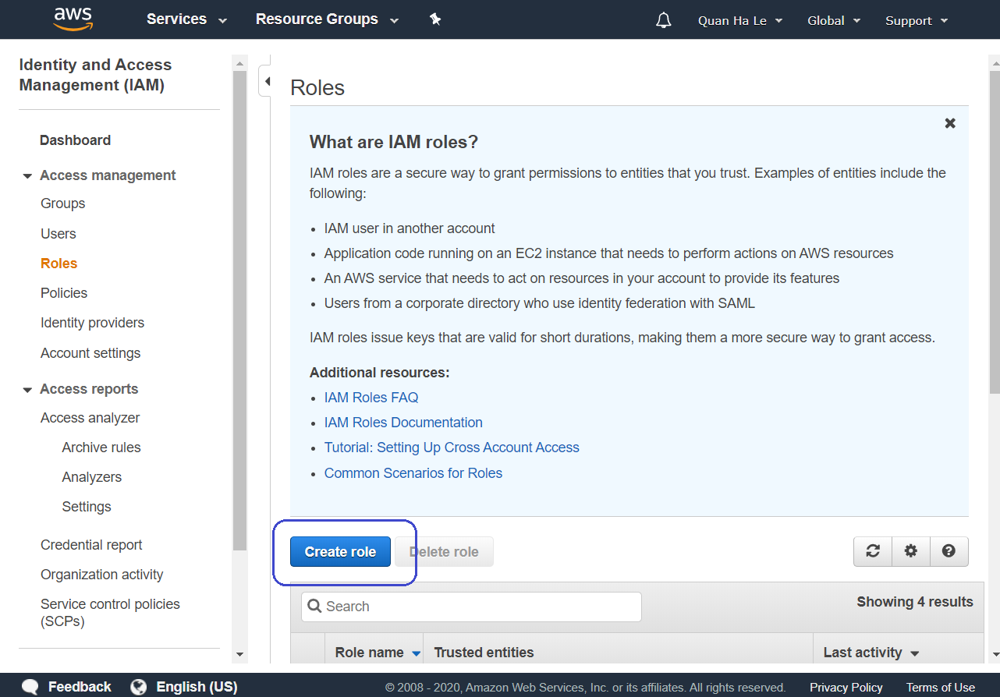 aws Services Resource Groups Quan Ha Le Global Support
Identity and Access
Management (IAM)
Dashboard
Access management
Groups
Users
Roles
Policies
Identity providers
Account settings
Access reports
Access analyzer
Archive rules
Analyzers
Settings
Credential report
Organization activity
Service control policies
(SCPs)
Roles
What are IAM roles?
IAM roles are a secure way to grant permissions to entities that you trust. Examples of entities include the
following:
• IAM user in another account
• Application code running on an EC2 instance that needs to perform actions on AWS resources
• An AWS service that needs to act on resources in your account to provide its features
• Users from a corporate directory who use identity federation with SAML
IAM roles issue keys that are valid for short durations, making them a more secure way to grant access.
Additional resources:
• IAM Roles FAQ
• IAM Roles Documentation
• Tutorial: Setting Up Cross Account Access
• Common Scenarios for Roles
Create role Delete role
Search Showing 4 results
Role name Trusted entities Last activity
Feedback English (US) © 2008 - 2020, Amazon Web Services, Inc. or its affiliates. All rights reserved. Privacy Policy Terms of Use